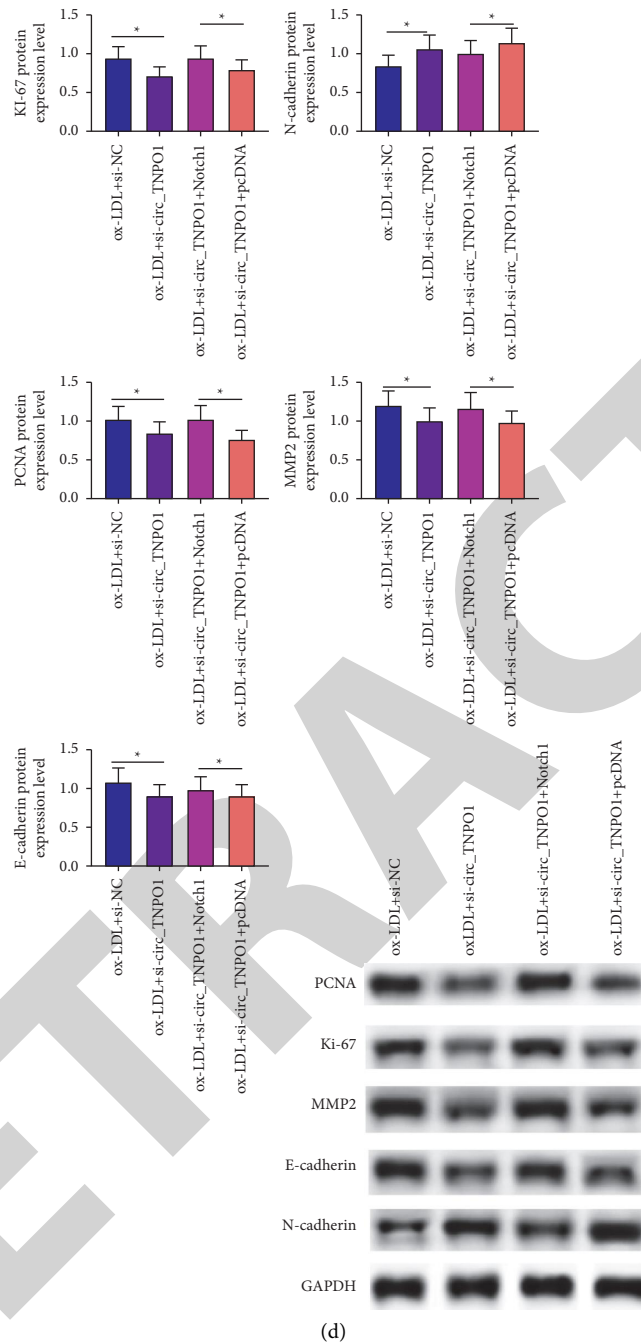 KI-67 protein
expression level
1.5
1.0
0.5
0.0
*
*
ox-LDL+si-NC
ox-LDL+si-circ_TNPO1
ox-LDL+si-circ_TNPO1+Notch1
ox-LDL+si-circ_TNPO1+pcDNA
N-cadherin protein
expression level
1.5
1.0
0.5
0.0
*
*
ox-LDL+si-NC
ox-LDL+si-circ_TNPO1
ox-LDL+si-circ_TNPO1+Notch1
ox-LDL+si-circ_TNPO1+pcDNA
PCNA protein
expression level
1.5
1.0
0.5
0.0
*
*
ox-LDL+si-NC
ox-LDL+si-circ_TNPO1
ox-LDL+si-circ_TNPO1+Notch1
ox-LDL+si-circ_TNPO1+pcDNA
MMP2 protein
expression level
1.5
1.0
0.5
0.0
*
*
ox-LDL+si-NC
ox-LDL+si-circ_TNPO1
ox-LDL+si-circ_TNPO1+Notch1
ox-LDL+si-circ_TNPO1+pcDNA
E-cadherin protein
expression level
1.5
1.0
0.5
0.0
*
*
ox-LDL+si-NC
ox-LDL+si-circ_TNPO1
ox-LDL+si-circ_TNPO1+Notch1
ox-LDL+si-circ_TNPO1+pcDNA
ox-LDL+si-NC
oxLDL+si-circ_TNPO1
ox-LDL+si-circ_TNPO1+Notch1
ox-LDL+si-circ_TNPO1+pcDNA
PCNA
Ki-67
MMP2
E-cadherin
N-cadherin
GAPDH
(d)
ETRACT